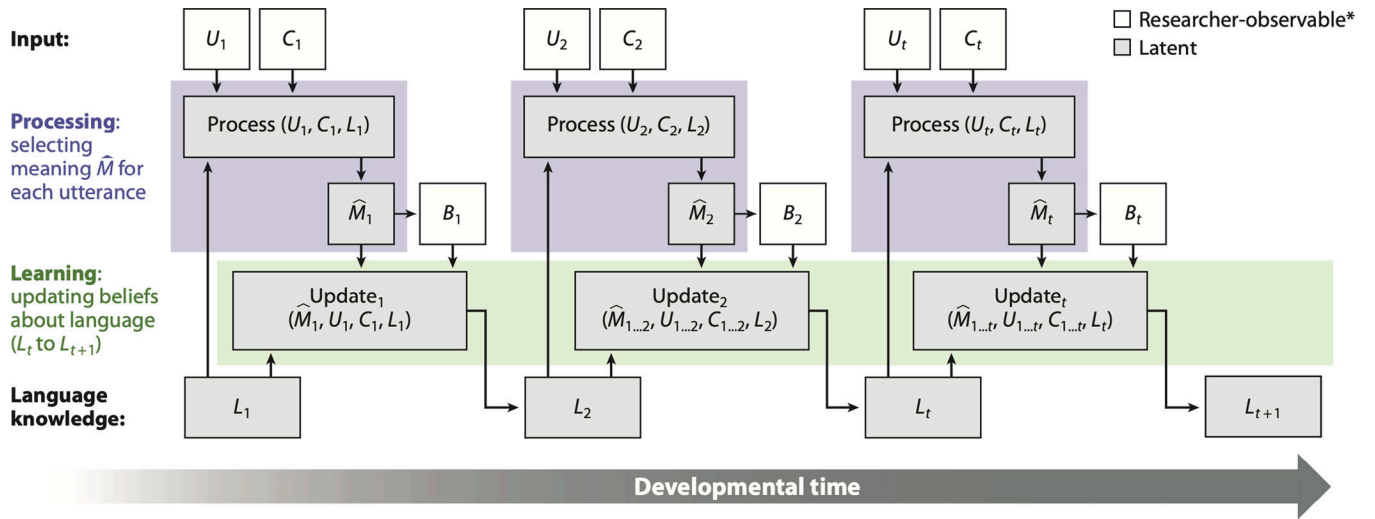 Input:
U₁ C₁ U₂ C₂ Uₜ Cₜ
Researcher-observable*
Latent
Processing:
selecting
meaning M̂ for
each utterance
Process (U₁, C₁, L₁)
Process (U₂, C₂, L₂)
Process (Uₜ, Cₜ, Lₜ)
M̂₁ B₁ M̂₂ B₂ M̂ₜ Bₜ
Learning:
updating beliefs
about language
(Lₜ to Lₜ₊₁)
Update₁
(M̂₁, U₁, C₁, L₁)
Update₂
(M̂₁...₂, U₁...₂, C₁...₂, L₂)
Updateₜ
(M̂₁...ₜ, U₁...ₜ, C₁...ₜ, Lₜ)
Language
knowledge:
L₁ L₂ Lₜ Lₜ₊₁
Developmental time